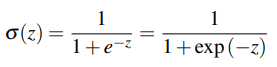 σ(z) = 1 / (1 + e^{−z}) = 1 / (1 + exp(−z))